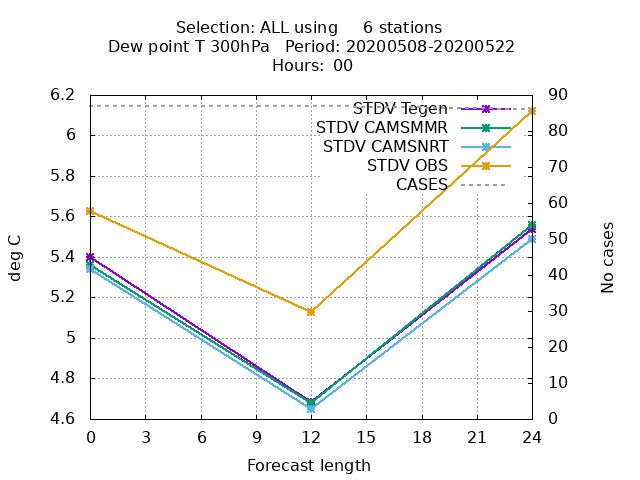 Selection: ALL using     6 stations
Dew point T 300hPa   Period: 20200508-20200522
Hours:  00
6.2
6
5.8
5.6
5.4
5.2
5
4.8
4.6
deg C
90
80
70
60
50
40
30
20
10
0
No cases
STDV Tegen
STDV CAMSMMR
STDV CAMSNRT
STDV OBS
CASES
0 3 6 9 12 15 18 21 24
Forecast length